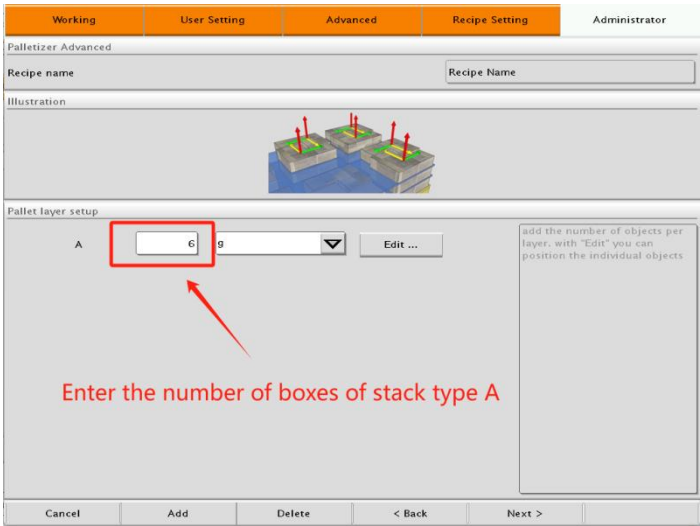 Working User Setting Advanced Recipe Setting Administrator
Palletizer Advanced
Recipe name Recipe Name
Illustration
Pallet layer setup
A 6 g Edit ...
add the number of objects per
layer. with "Edit" you can
position the individual objects
Enter the number of boxes of stack type A
Cancel Add Delete < Back Next >